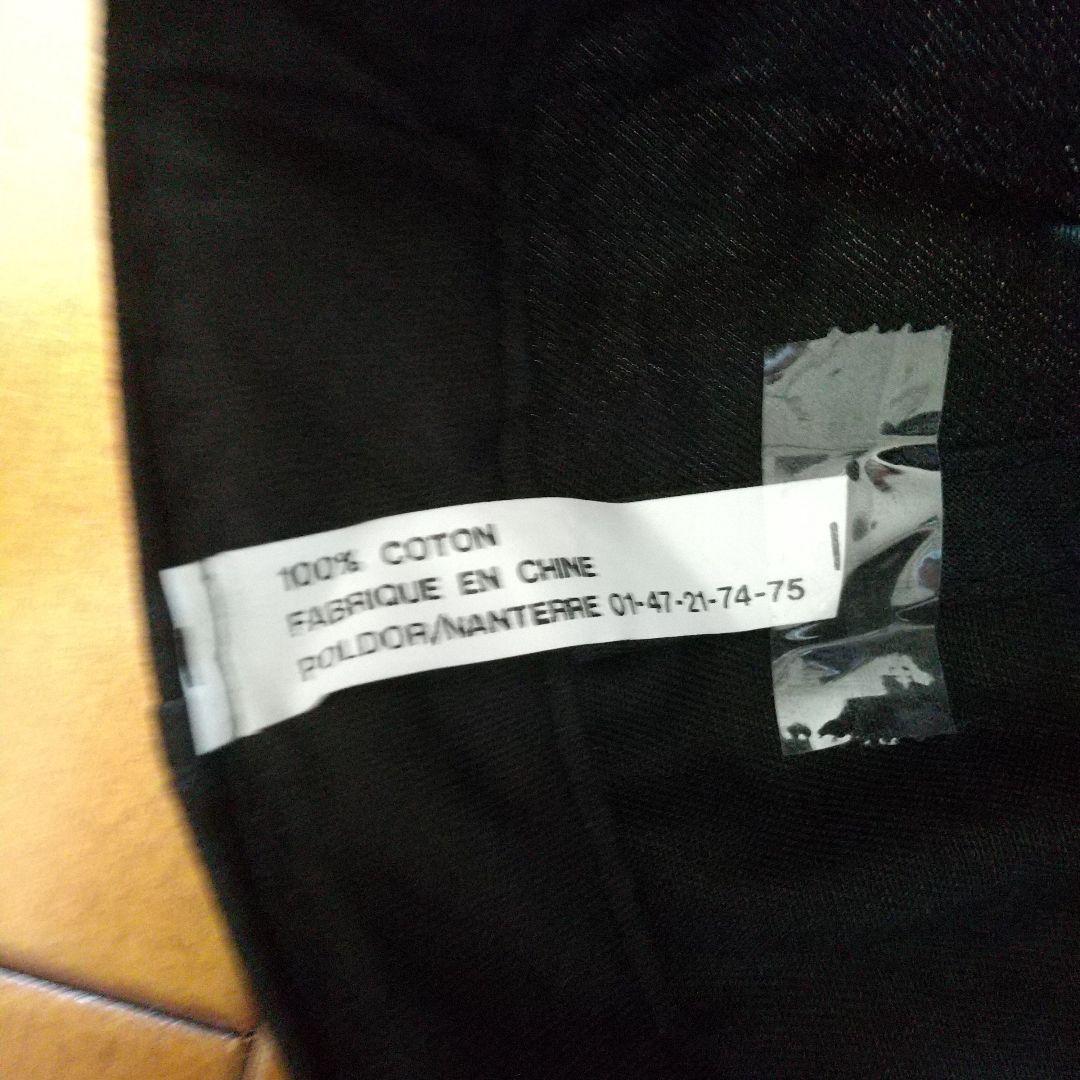 100% COTON
FABRIQUE EN CHINE
POLDOR/NANTERRE 01-47-21-74-75